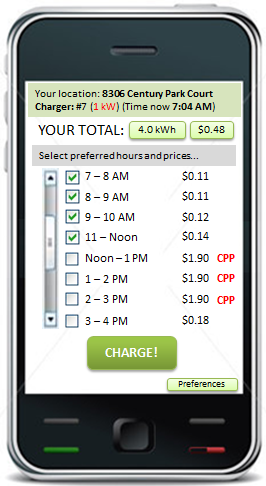 Your location: 8306 Century Park Court
Charger: #7 (1 kW) (Time now 7:04 AM)
YOUR TOTAL: 4.0 kWh $0.48
Select preferred hours and prices...
7 – 8 AM $0.11
8 – 9 AM $0.11
9 – 10 AM $0.12
11 – Noon $0.14
Noon – 1 PM $1.90 CPP
1 – 2 PM $1.90 CPP
2 – 3 PM $1.90 CPP
3 – 4 PM $0.18
CHARGE!
Preferences